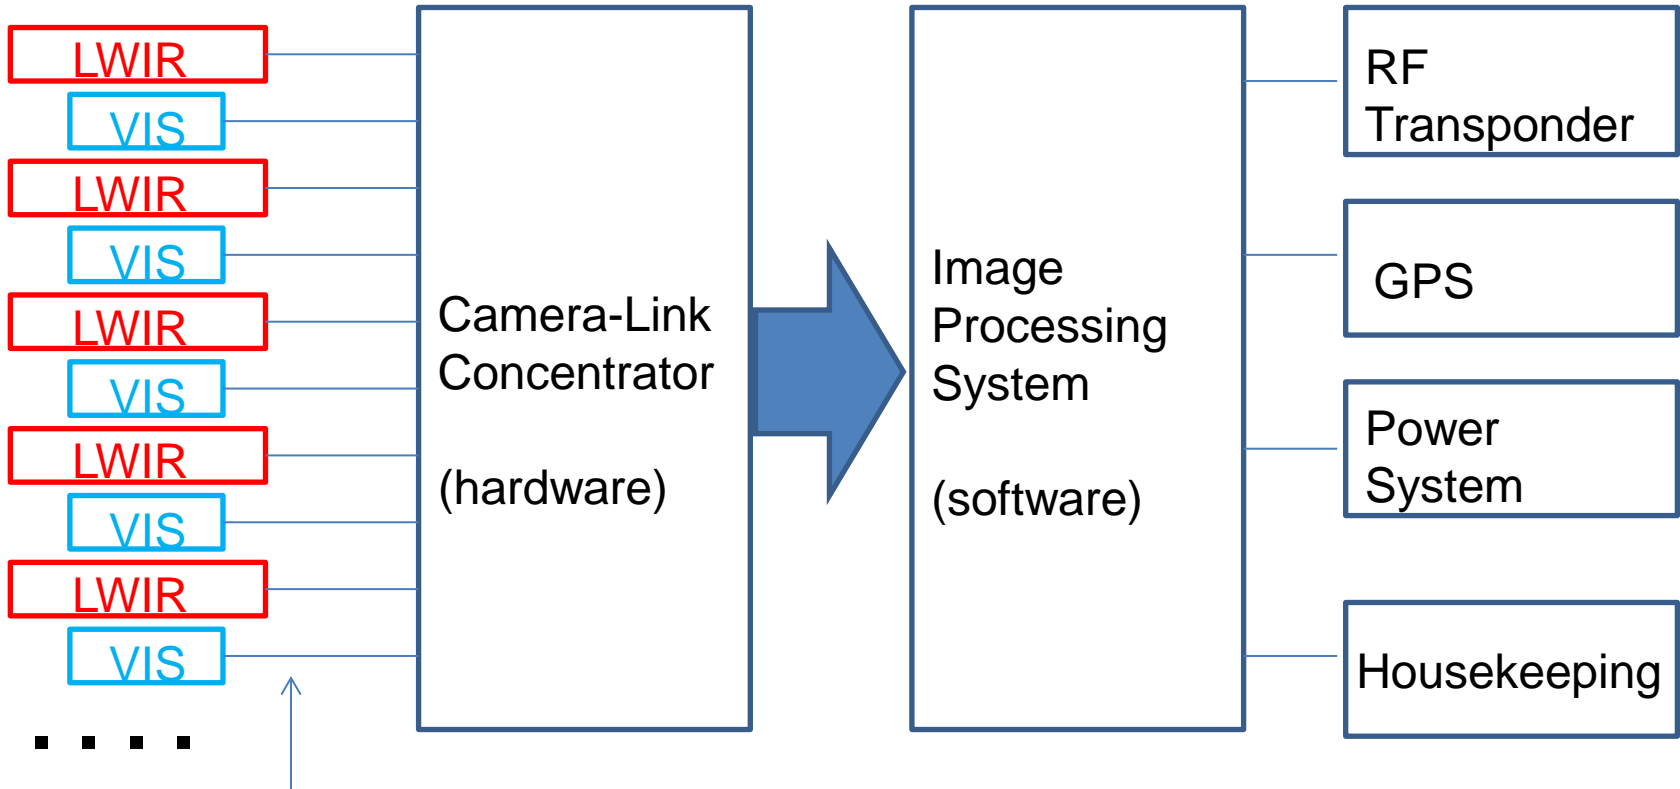 LWIR
VIS
LWIR
VIS
LWIR
VIS
LWIR
VIS
LWIR
VIS
Camera-Link
Concentrator
(hardware)
Image
Processing
System
(software)
RF
Transponder
GPS
Power
System
Housekeeping